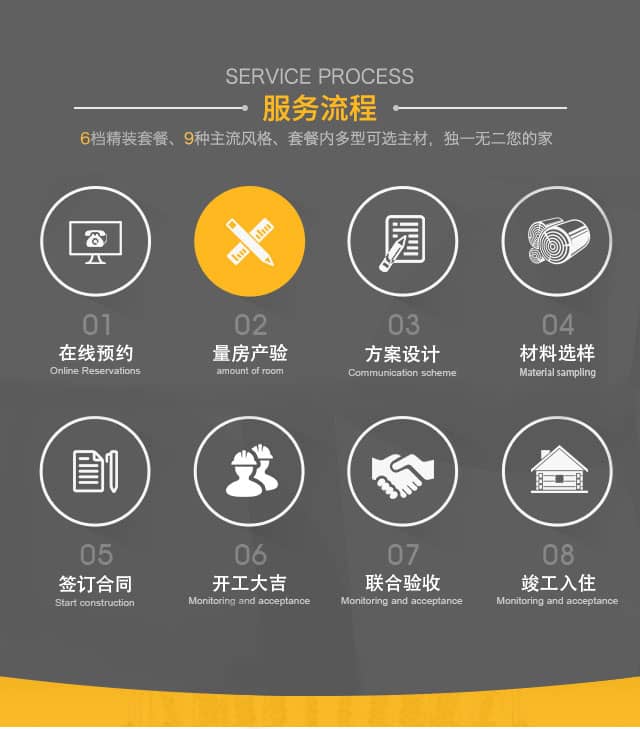 SERVICE PROCESS
服务流程
6档精装套餐、9种主流风格、套餐内多型可选主材，独一无二您的家
01
02
03
04
在线预约
量房产验
方案设计
材料选样
Online Reservations
amount of room
Communication scheme
Material sampling
05
06
07
08
签订合同
开工大吉
联合验收
竣工入住
Start construction
Monitoring and acceptance
Monitoring and acceptance
Monitoring and acceptance